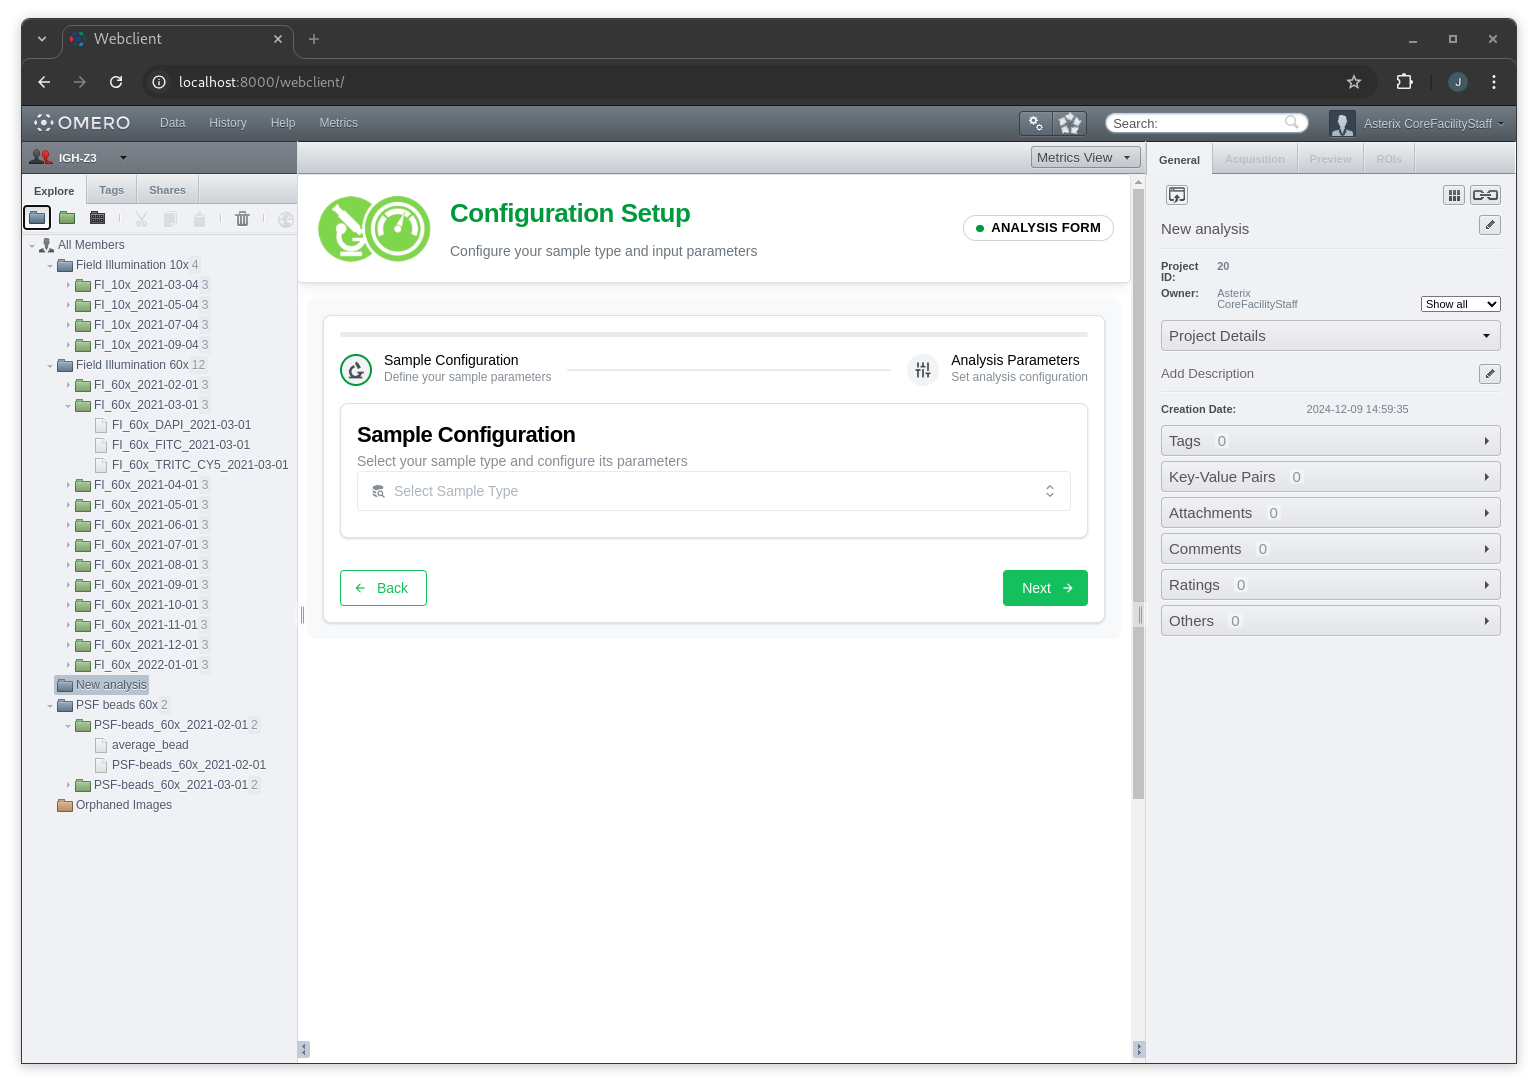 Webclient
localhost:8000/webclient/
J
OMERO
Data
History
Help
Metrics
Search:
Asterix CoreFacilityStaff
IGH-Z3
Metrics View
General
Acquisition
Preview
ROIs
Explore
Tags
Shares
All Members
Field Illumination 10x 4
FI_10x_2021-03-04 3
FI_10x_2021-05-04 3
FI_10x_2021-07-04 3
FI_10x_2021-09-04 3
Field Illumination 60x 12
FI_60x_2021-02-01 3
FI_60x_2021-03-01 3
FI_60x_DAPI_2021-03-01
FI_60x_FITC_2021-03-01
FI_60x_TRITC_CY5_2021-03-01
FI_60x_2021-04-01 3
FI_60x_2021-05-01 3
FI_60x_2021-06-01 3
FI_60x_2021-07-01 3
FI_60x_2021-08-01 3
FI_60x_2021-09-01 3
FI_60x_2021-10-01 3
FI_60x_2021-11-01 3
FI_60x_2021-12-01 3
FI_60x_2022-01-01 3
New analysis
PSF beads 60x 2
PSF-beads_60x_2021-02-01 2
average_bead
PSF-beads_60x_2021-02-01
PSF-beads_60x_2021-03-01 2
Orphaned Images
Configuration Setup
Configure your sample type and input parameters
ANALYSIS FORM
Sample Configuration
Define your sample parameters
Analysis Parameters
Set analysis configuration
Sample Configuration
Select your sample type and configure its parameters
Select Sample Type
Back
Next
New analysis
Project ID:
20
Owner:
Asterix CoreFacilityStaff
Show all
Project Details
Add Description
Creation Date:
2024-12-09 14:59:35
Tags 0
Key-Value Pairs 0
Attachments 0
Comments 0
Ratings 0
Others 0